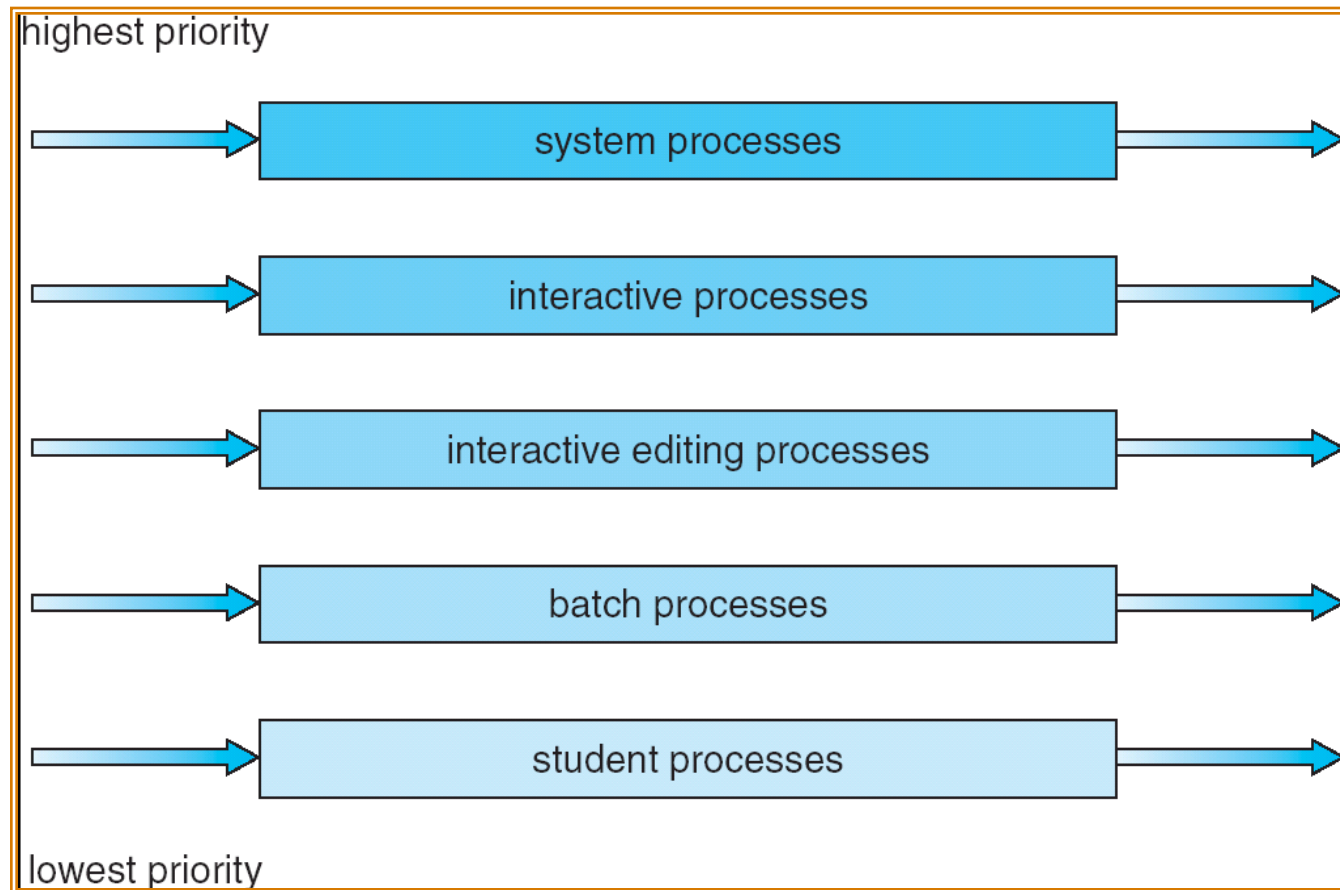 highest priority
system processes
interactive processes
interactive editing processes
batch processes
student processes
lowest priority